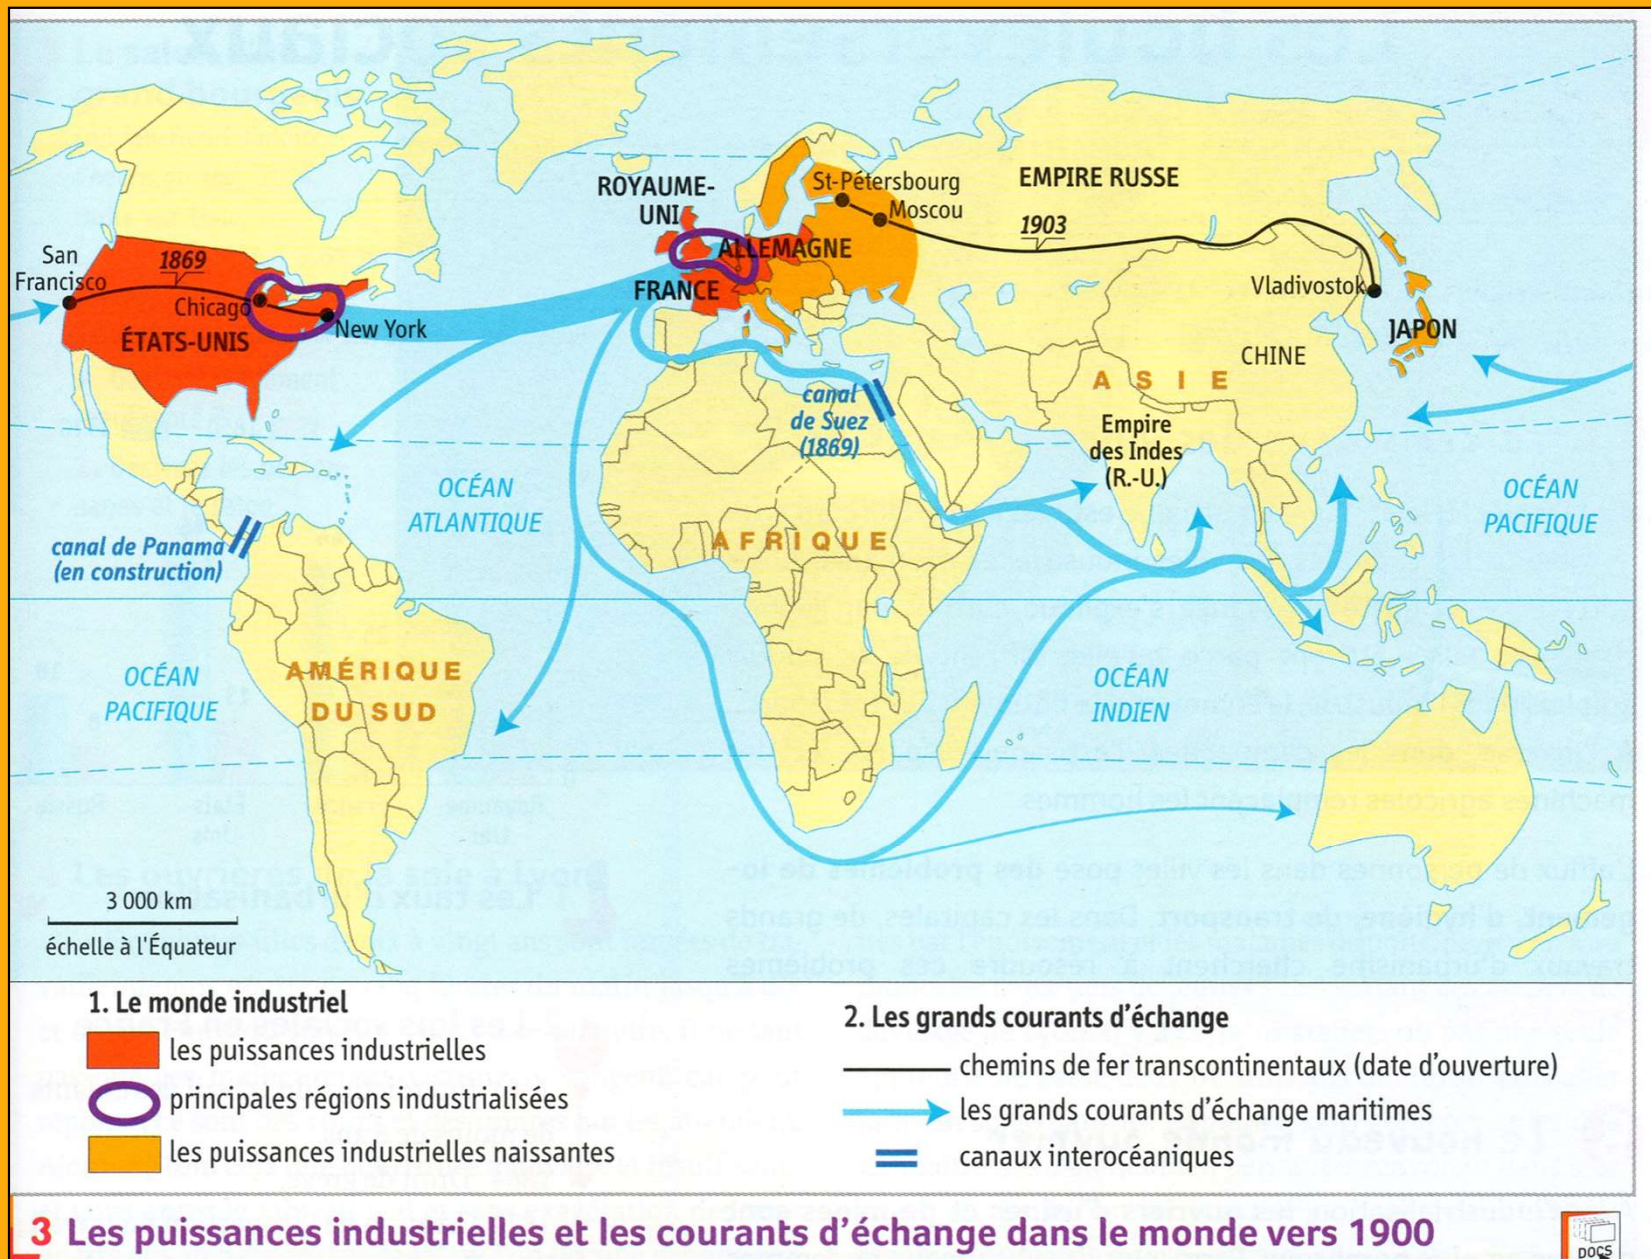 ROYAUME-
UNI
St-Pétersbourg
Moscou
EMPIRE RUSSE
1903
San
Francisco
1869
Chicago
New York
ÉTATS-UNIS
ALLEMAGNE
FRANCE
Vladivostok
JAPON
CHINE
ASIE
canal
de Suez
(1869)
Empire
des Indes
(R.-U.)
OCÉAN
ATLANTIQUE
OCÉAN
PACIFIQUE
canal de Panama
(en construction)
AFRIQUE
OCÉAN
PACIFIQUE
AMÉRIQUE
DU SUD
OCÉAN
INDIEN
3 000 km
échelle à l'Équateur
1. Le monde industriel
les puissances industrielles
principales régions industrialisées
les puissances industrielles naissantes
2. Les grands courants d'échange
chemins de fer transcontinentaux (date d'ouverture)
les grands courants d'échange maritimes
canaux interocéaniques
3 Les puissances industrielles et les courants d'échange dans le monde vers 1900
DOCS